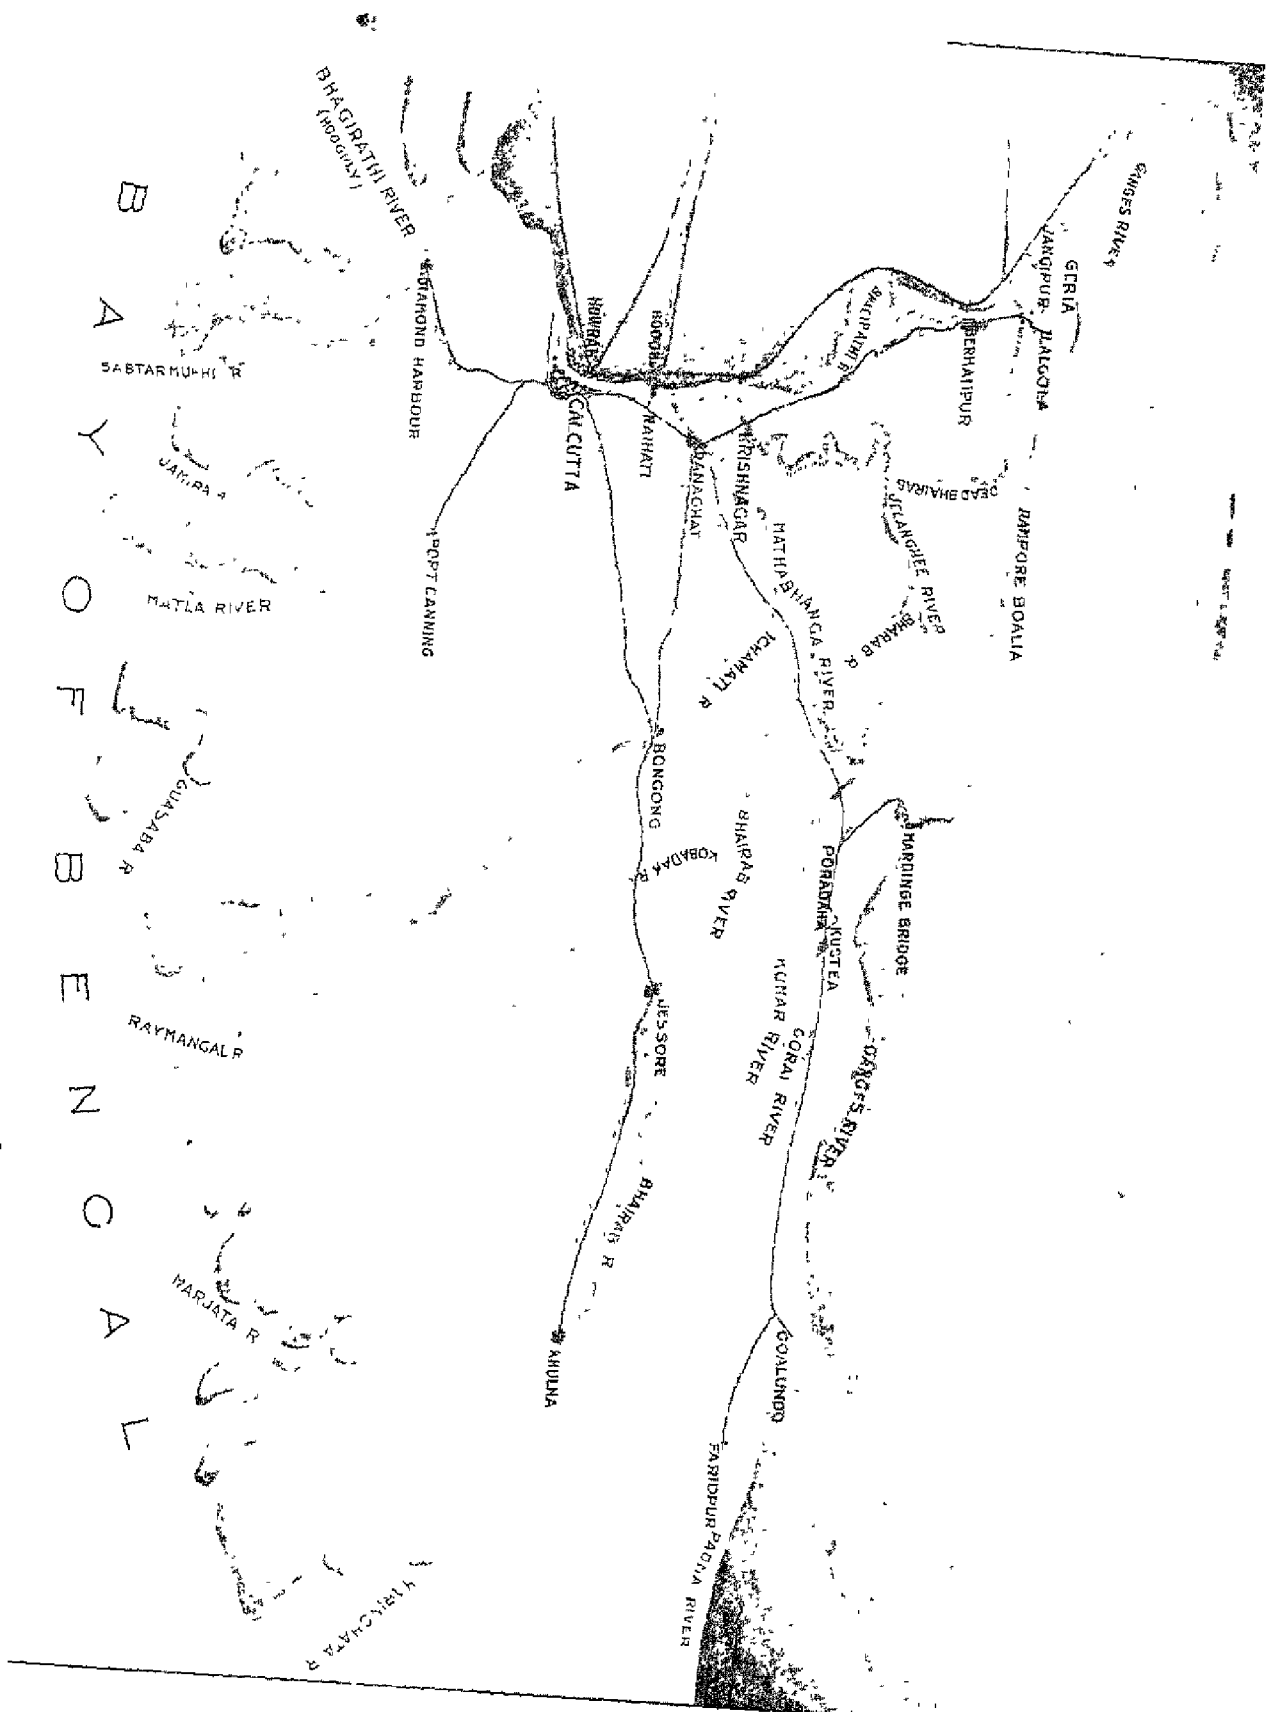 GANGES RIVER
GERIA
JANGIPUR
LALGOLA
BERHAMPUR
BHAGIRATHI R
DEAD BHAIRAB
RAMPORE BOALIA
JELANGHEE RIVER
BHAIRAB R
HOOGHLY
HOWRAH
CALCUTTA
NAIHATI
RANAGHAT
KRISHNAGAR
MATHABHANGA RIVER
ICHAMATI R
BHAGIRATHI RIVER
(HOOGHLY)
DIAMOND HARBOUR
PORT CANNING
BONGONG
KOBADAK R
BHAIRAB RIVER
PORADAHA
HARDINGE BRIDGE
KUSTEA
KUMAR RIVER
GORAI RIVER
GANGES RIVER
JESSORE
BHAIRAB R
KHULNA
GOALUNDO
FARIDPUR
PADMA RIVER
SABTARMUKHI R
JAMIRA R
MATLA RIVER
GUASABA R
RAYMANGAL R
MARJATA R
BAY OF BENGAL